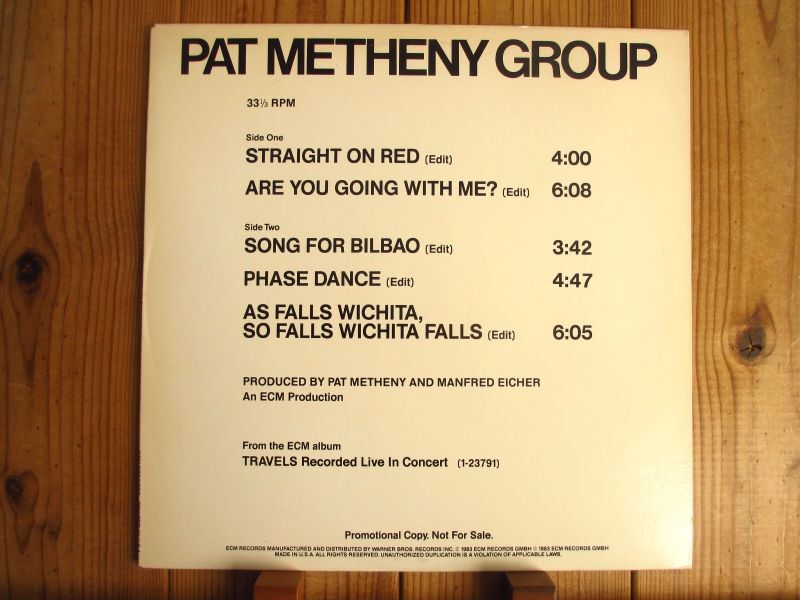 PAT METHENY GROUP
33 1/3 RPM
Side One
STRAIGHT ON RED (Edit) 4:00
ARE YOU GOING WITH ME? (Edit) 6:08
Side Two
SONG FOR BILBAO (Edit) 3:42
PHASE DANCE (Edit) 4:47
AS FALLS WICHITA,
SO FALLS WICHITA FALLS (Edit) 6:05
PRODUCED BY PAT METHENY AND MANFRED EICHER
An ECM Production
From the ECM album
TRAVELS Recorded Live In Concert (1-23791)
Promotional Copy. Not For Sale.
ECM RECORDS MANUFACTURED AND DISTRIBUTED BY WARNER BROS. RECORDS INC. © 1983 ECM RECORDS GMBH ℗ 1983 ECM RECORDS GMBH
MADE IN U.S.A. ALL RIGHTS RESERVED. UNAUTHORIZED DUPLICATION IS A VIOLATION OF APPLICABLE LAWS.